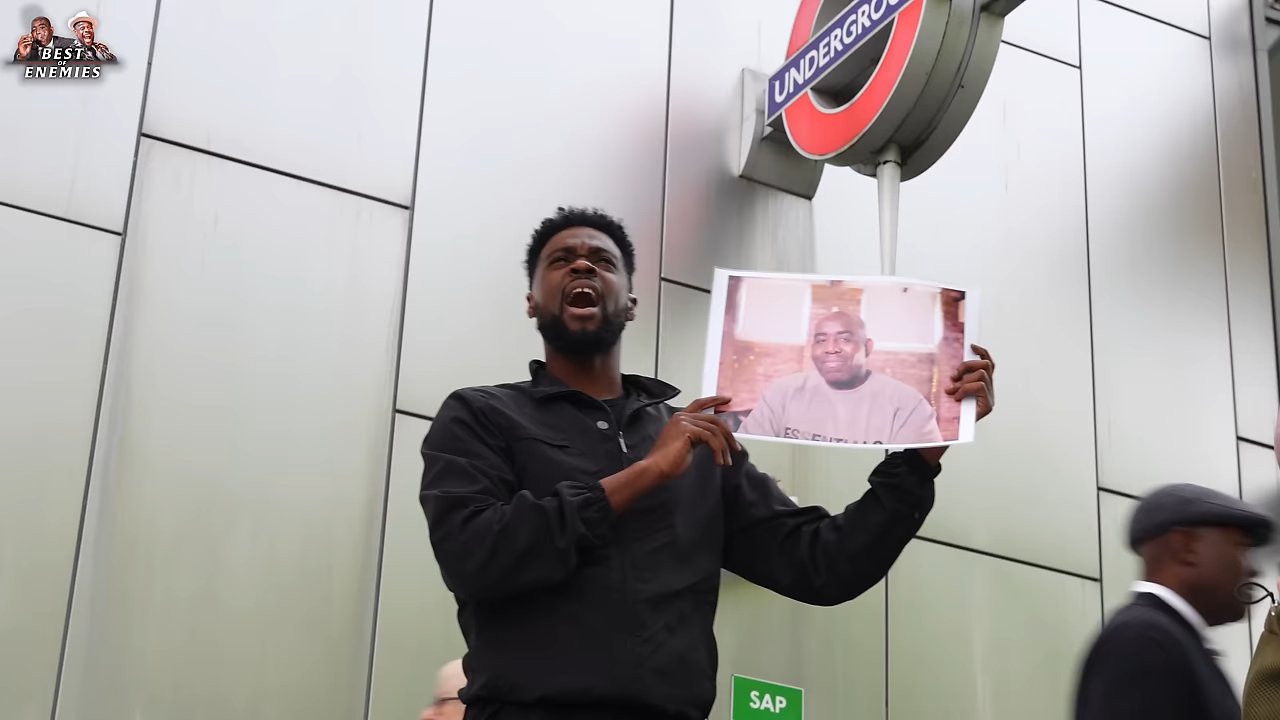 BEST
OF
ENEMIES
UNDERGROU
ESSENTIALS
SAP